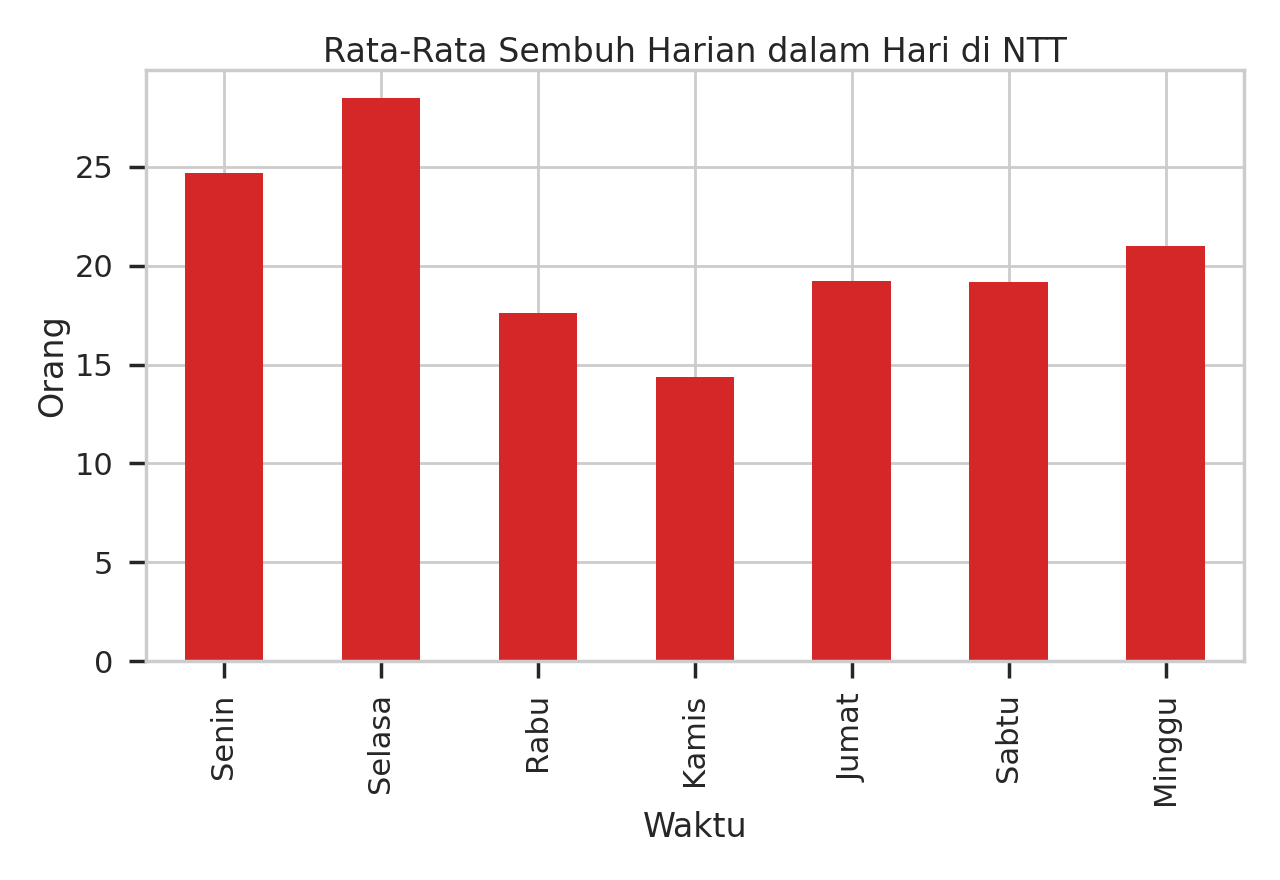 Rata-Rata Sembuh Harian dalam Hari di NTT
25
20
15
10
5
0
Orang
Senin
Selasa
Rabu
Kamis
Jumat
Sabtu
Minggu
Waktu